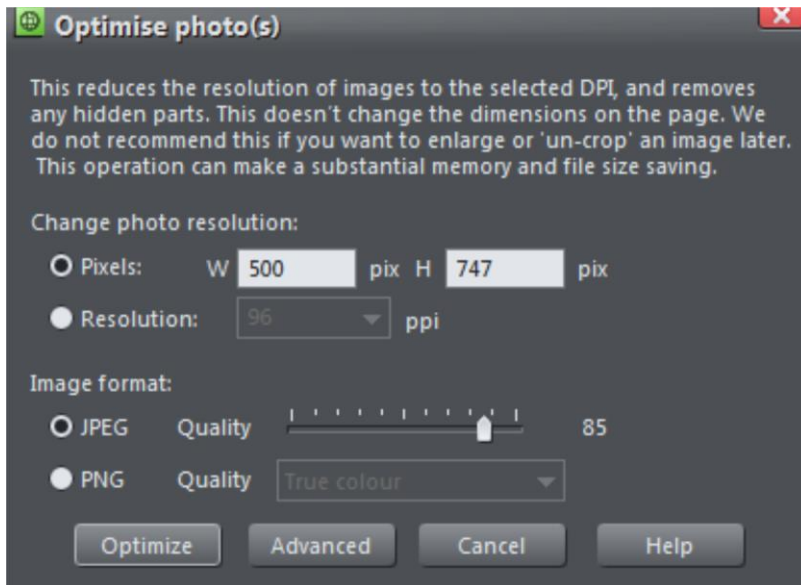 Optimise photo(s)
This reduces the resolution of images to the selected DPI, and removes
any hidden parts. This doesn't change the dimensions on the page. We
do not recommend this if you want to enlarge or 'un-crop' an image later.
This operation can make a substantial memory and file size saving.
Change photo resolution:
Pixels: W 500 pix H 747 pix
Resolution: 96 ppi
Image format:
JPEG Quality 85
PNG Quality True colour
Optimize Advanced Cancel Help